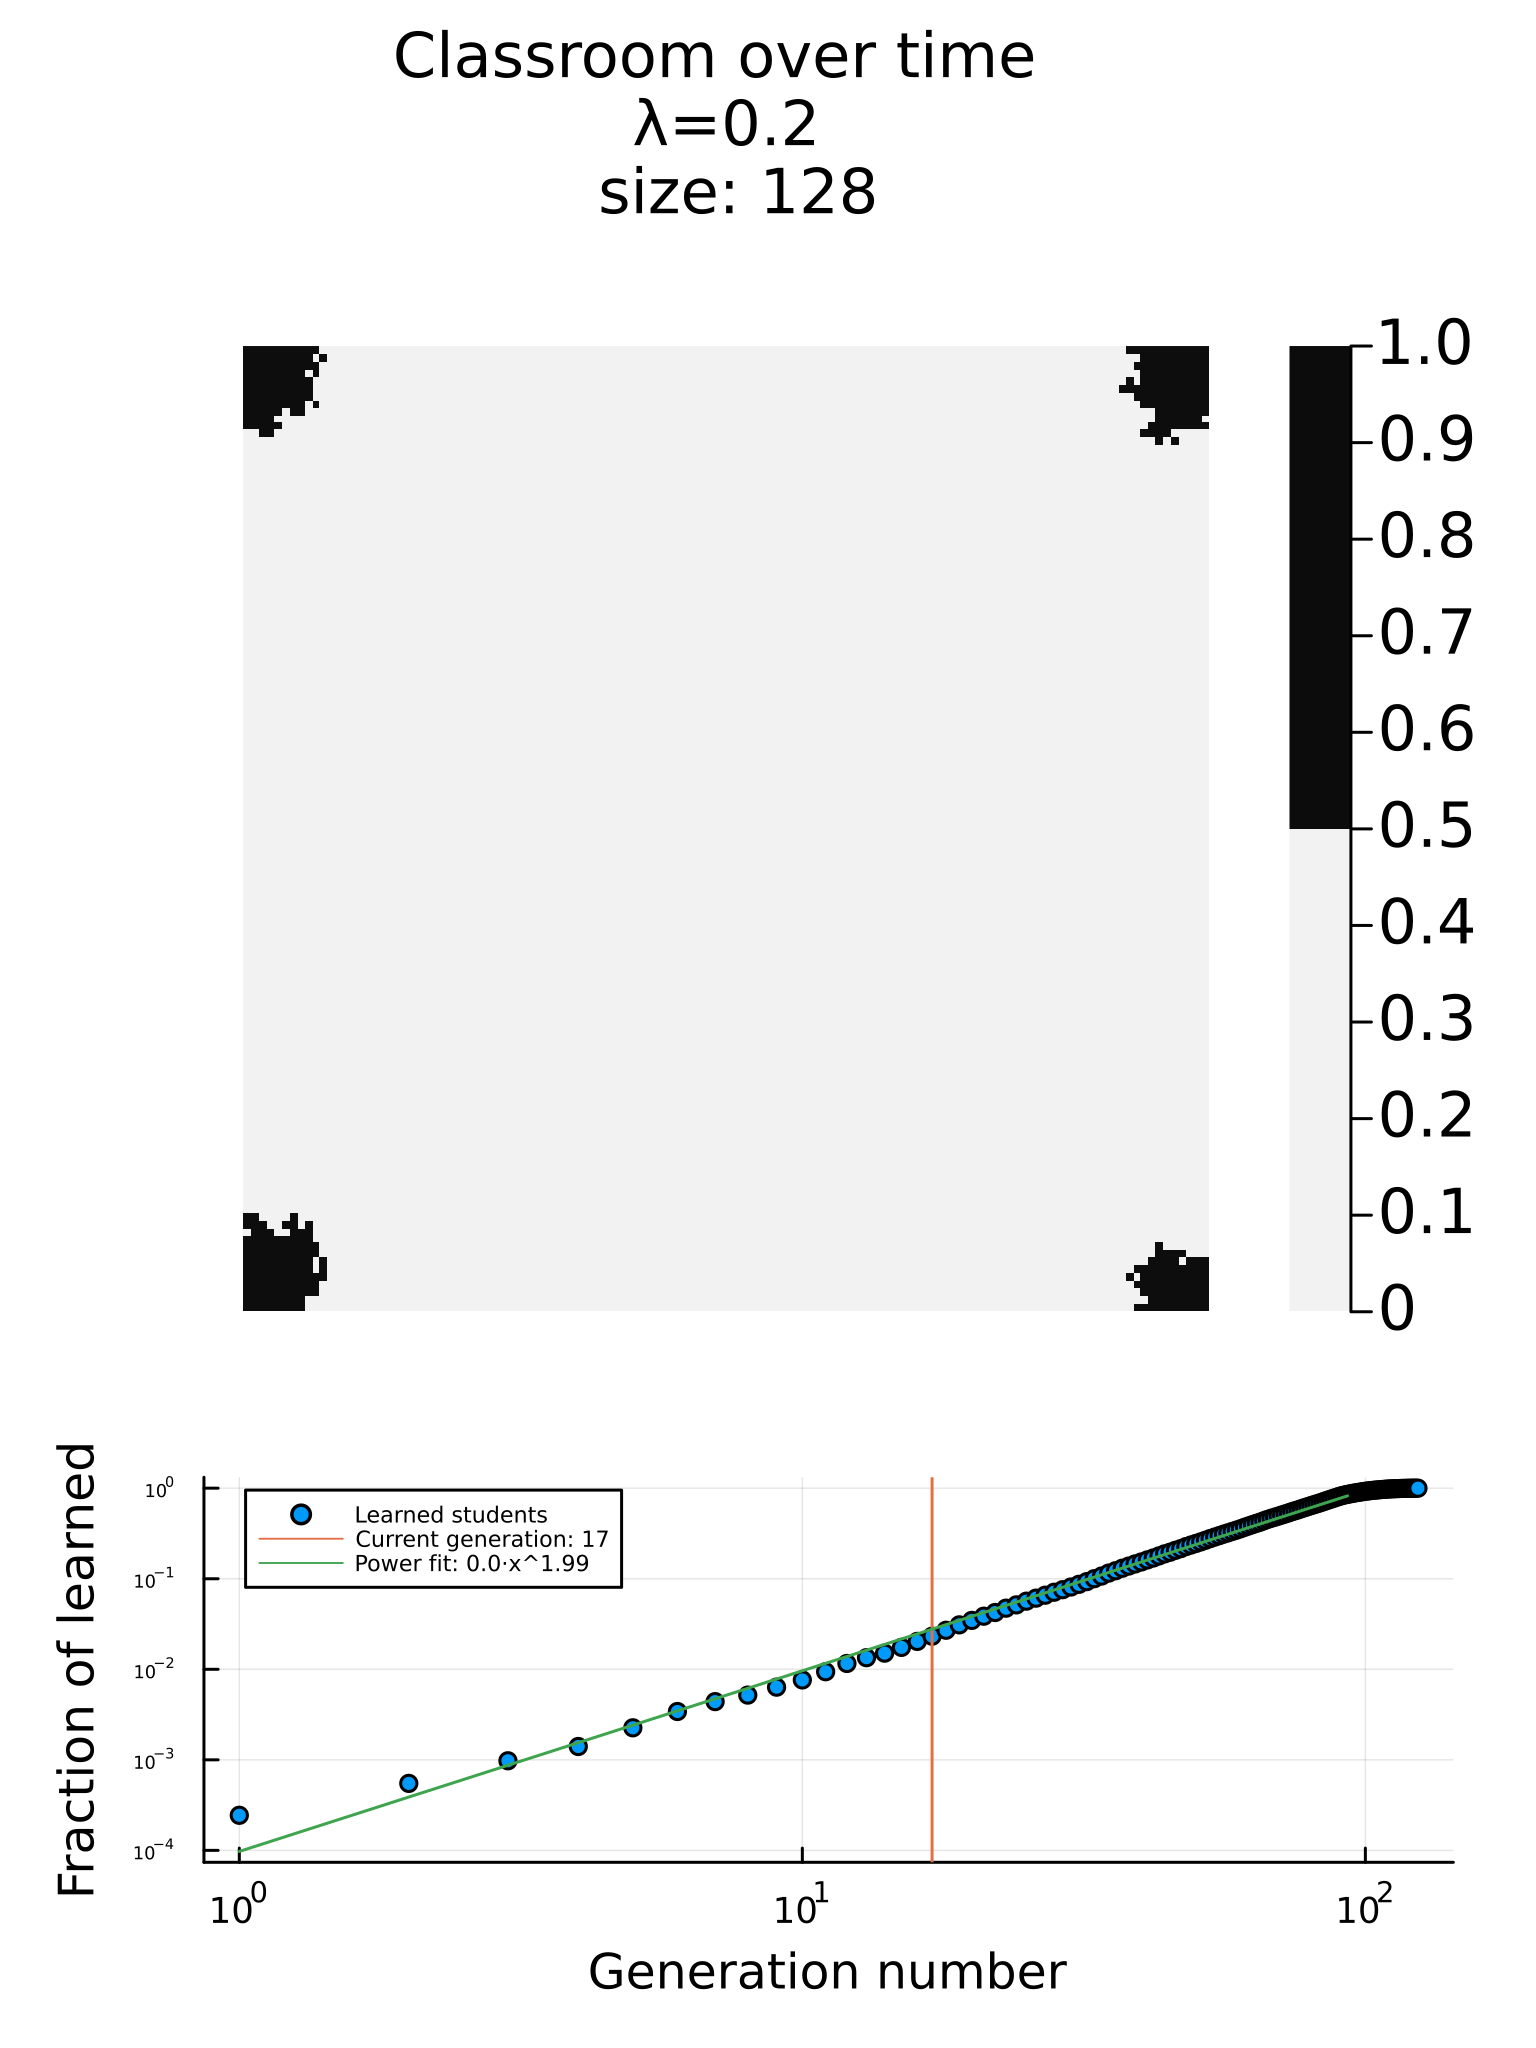 Classroom over time
λ=0.2
size: 128
1.0
0.9
0.8
0.7
0.6
0.5
0.4
0.3
0.2
0.1
0
Fraction of learned
10^0
10^-1
10^-2
10^-3
10^-4
Learned students
Current generation: 17
Power fit: 0.0·x^1.99
10^0
10^1
10^2
Generation number